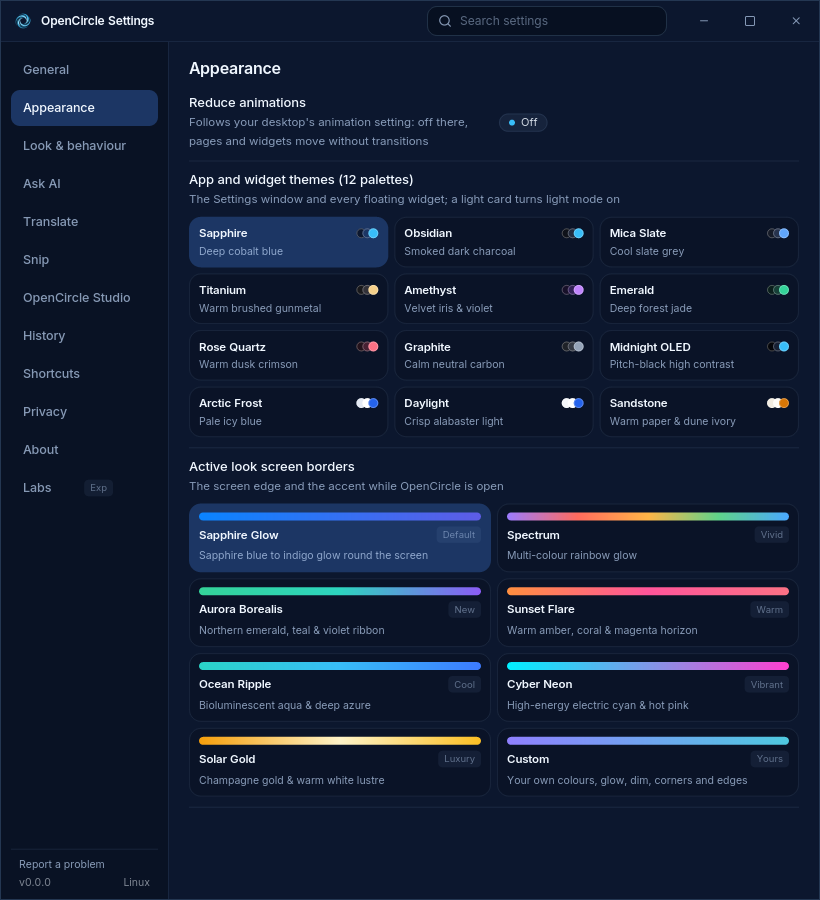 OpenCircle Settings
Search settings
General
Appearance
Look & behaviour
Ask AI
Translate
Snip
OpenCircle Studio
History
Shortcuts
Privacy
About
Labs Exp
Report a problem
v0.0.0 Linux
Appearance
Reduce animations
Follows your desktop's animation setting: off there,
pages and widgets move without transitions
Off
App and widget themes (12 palettes)
The Settings window and every floating widget; a light card turns light mode on
Sapphire
Deep cobalt blue
Obsidian
Smoked dark charcoal
Mica Slate
Cool slate grey
Titanium
Warm brushed gunmetal
Amethyst
Velvet iris & violet
Emerald
Deep forest jade
Rose Quartz
Warm dusk crimson
Graphite
Calm neutral carbon
Midnight OLED
Pitch-black high contrast
Arctic Frost
Pale icy blue
Daylight
Crisp alabaster light
Sandstone
Warm paper & dune ivory
Active look screen borders
The screen edge and the accent while OpenCircle is open
Sapphire Glow Default
Sapphire blue to indigo glow round the screen
Spectrum Vivid
Multi-colour rainbow glow
Aurora Borealis New
Northern emerald, teal & violet ribbon
Sunset Flare Warm
Warm amber, coral & magenta horizon
Ocean Ripple Cool
Bioluminescent aqua & deep azure
Cyber Neon Vibrant
High-energy electric cyan & hot pink
Solar Gold Luxury
Champagne gold & warm white lustre
Custom Yours
Your own colours, glow, dim, corners and edges